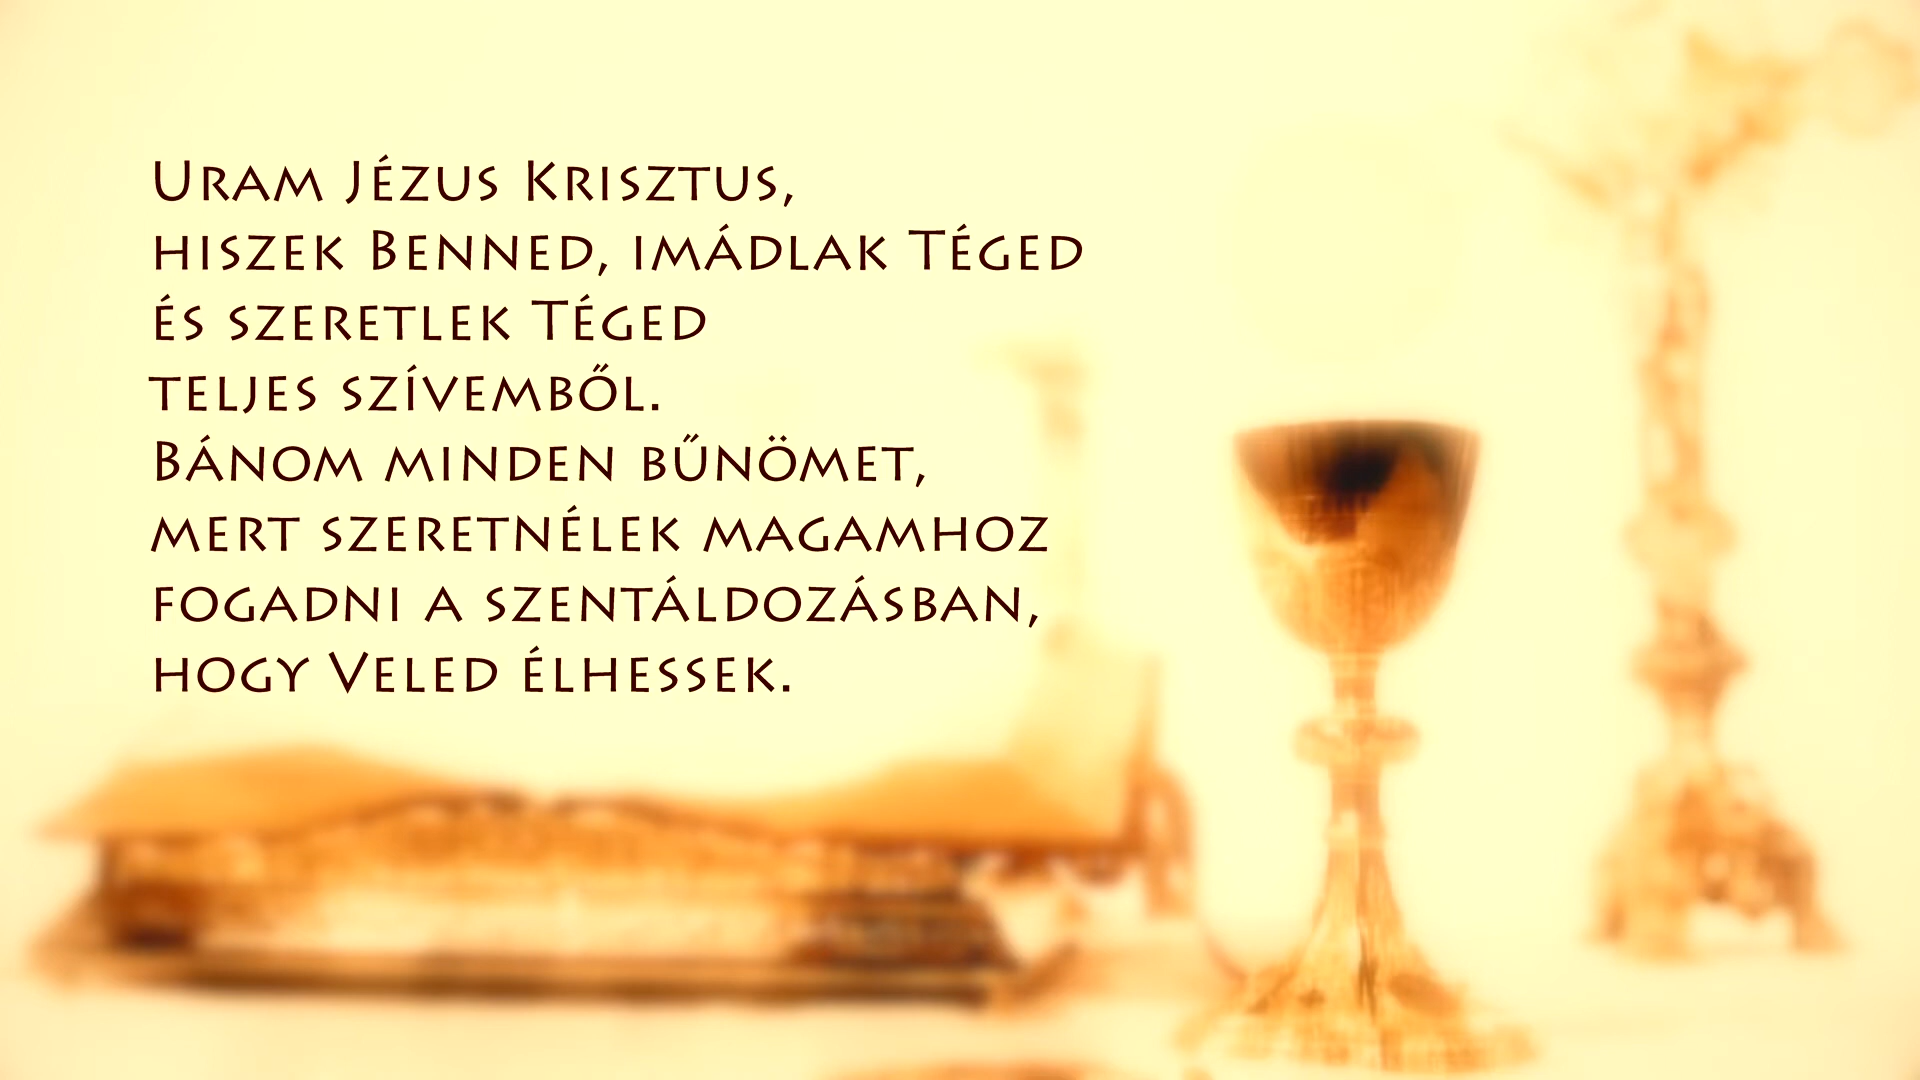 Uram Jézus Krisztus,
hiszek Benned, imádlak Téged
és szeretlek Téged
teljes szívemből.
Bánom minden bűnömet,
mert szeretnélek magamhoz
fogadni a szentáldozásban,
hogy Veled élhessek.